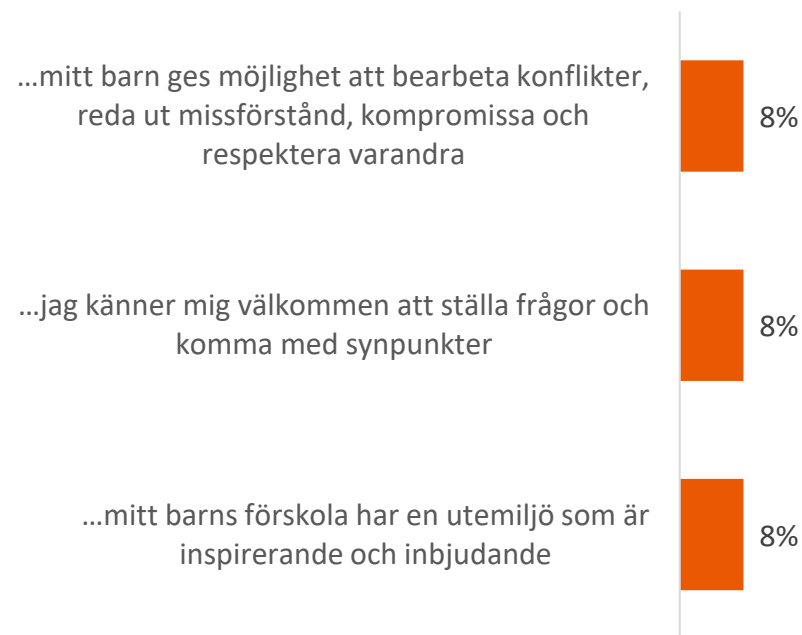 …mitt barn ges möjlighet att bearbeta konflikter,
reda ut missförstånd, kompromissa och
respektera varandra
8%
…jag känner mig välkommen att ställa frågor och
komma med synpunkter
8%
…mitt barns förskola har en utemiljö som är
inspirerande och inbjudande
8%